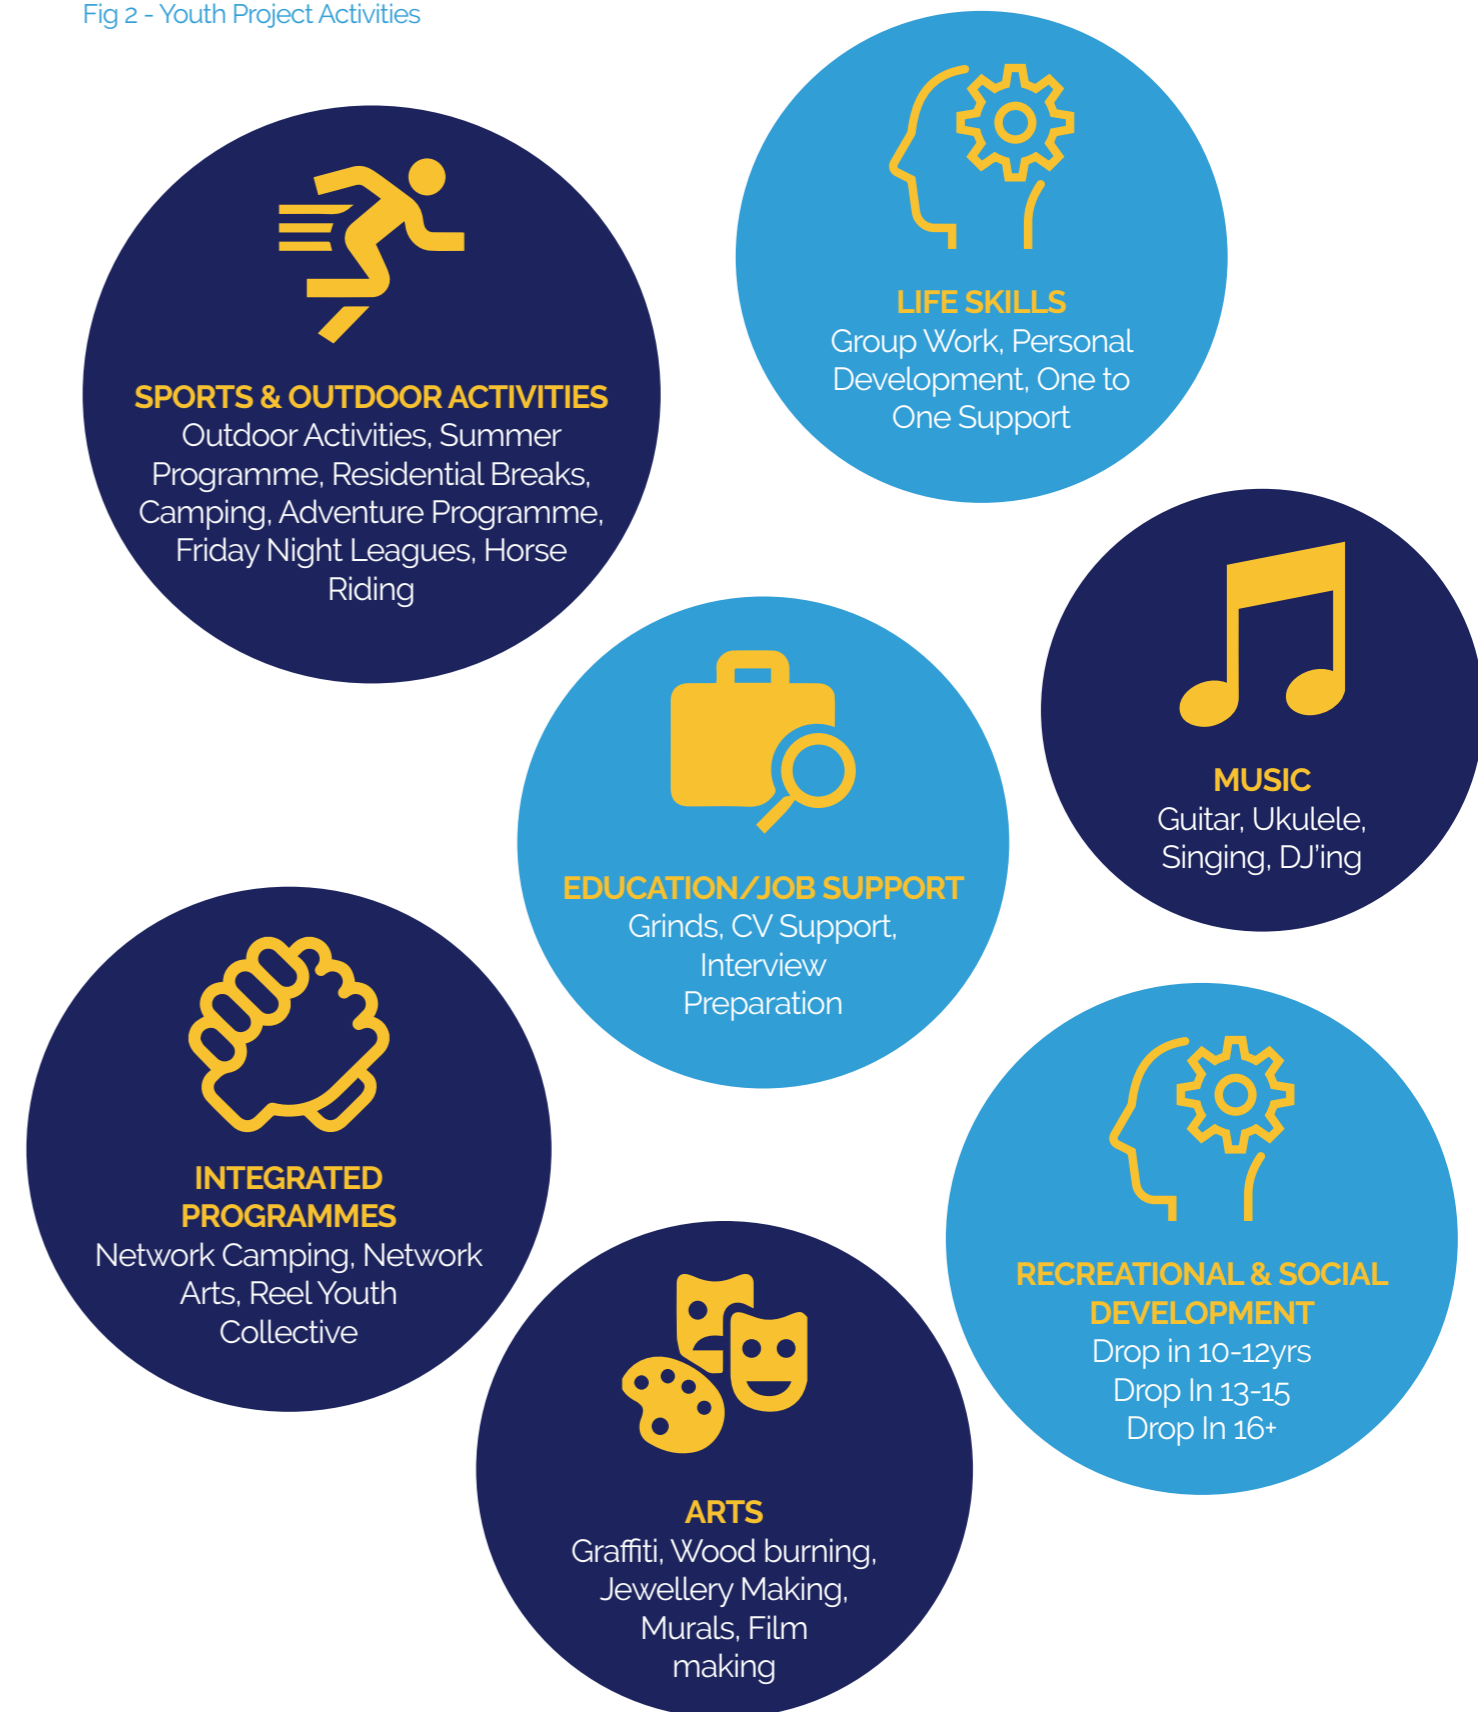 Fig 2 - Youth Project Activities
LIFE SKILLS
Group Work, Personal
Development, One to
One Support
SPORTS & OUTDOOR ACTIVITIES
Outdoor Activities, Summer
Programme, Residential Breaks,
Camping, Adventure Programme,
Friday Night Leagues, Horse
Riding
MUSIC
Guitar, Ukulele,
Singing, DJ'ing
EDUCATION/JOB SUPPORT
Grinds, CV Support,
Interview
Preparation
INTEGRATED
PROGRAMMES
Network Camping, Network
Arts, Reel Youth
Collective
RECREATIONAL & SOCIAL
DEVELOPMENT
Drop in 10-12yrs
Drop In 13-15
Drop In 16+
ARTS
Graffiti, Wood burning,
Jewellery Making,
Murals, Film
making